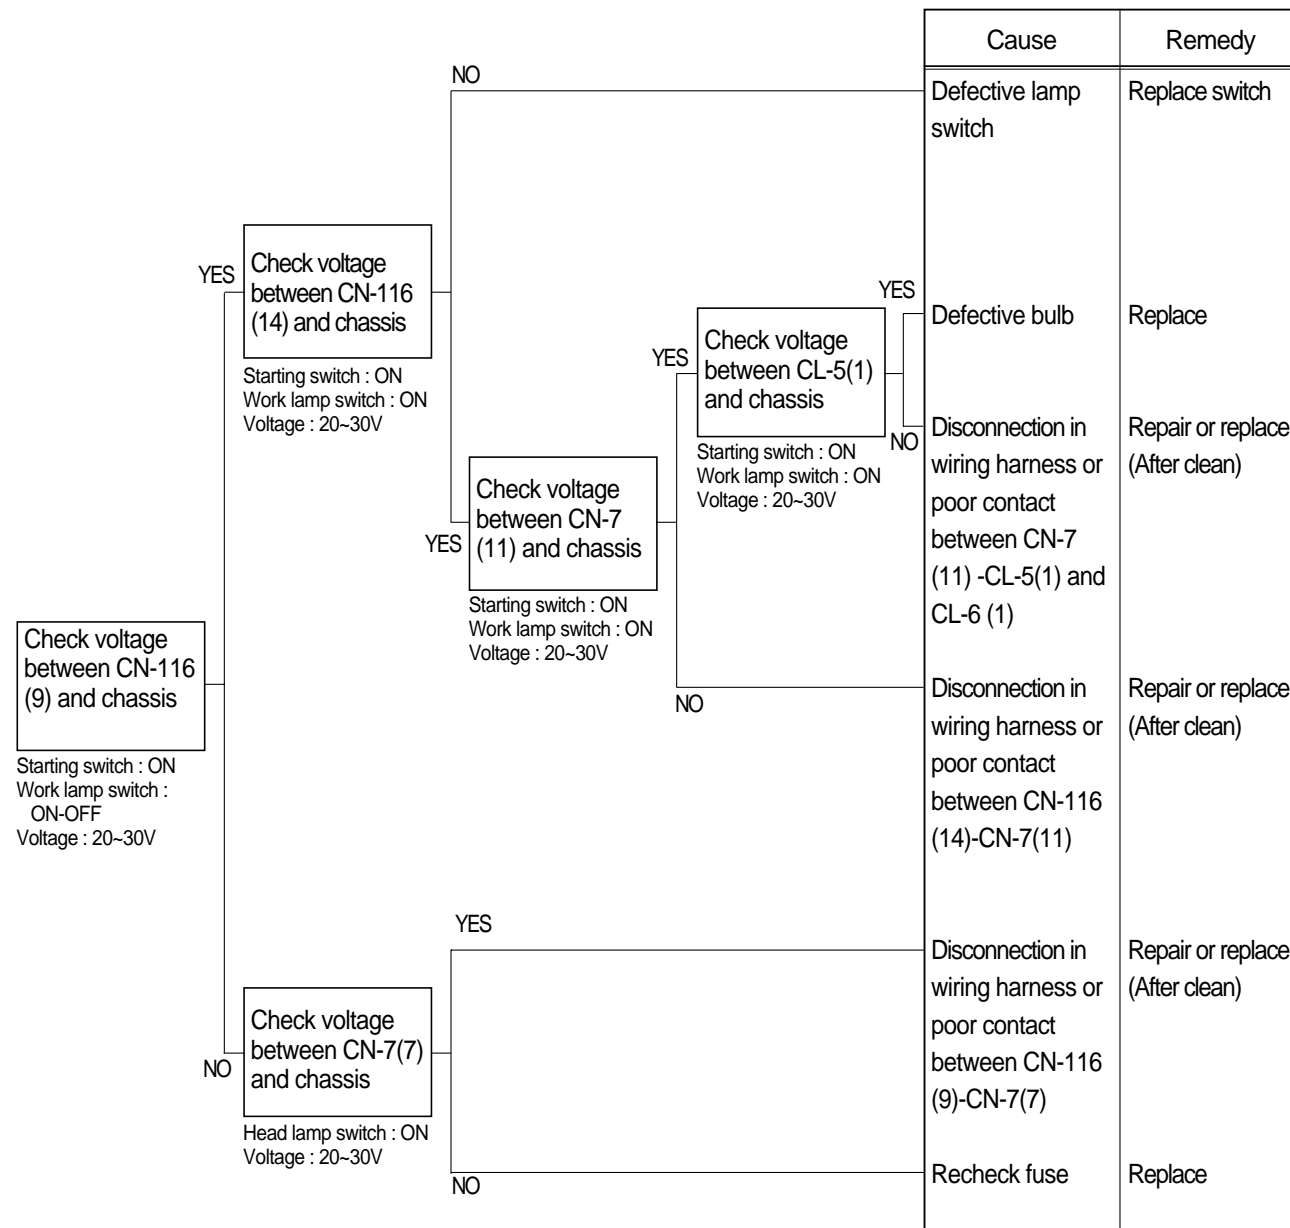 Cause
Remedy
NO
Defective lamp
switch
Replace switch
YES
Check voltage
between CN-116
(14) and chassis
Starting switch : ON
Work lamp switch : ON
Voltage : 20~30V
YES
Check voltage
between CL-5(1)
and chassis
Starting switch : ON
Work lamp switch : ON
Voltage : 20~30V
YES
Defective bulb
Replace
NO
Disconnection in
wiring harness or
poor contact
between CN-7
(11) -CL-5(1) and
CL-6 (1)
Repair or replace
(After clean)
YES
Check voltage
between CN-7
(11) and chassis
Starting switch : ON
Work lamp switch : ON
Voltage : 20~30V
NO
Disconnection in
wiring harness or
poor contact
between CN-116
(14)-CN-7(11)
Repair or replace
(After clean)
Check voltage
between CN-116
(9) and chassis
Starting switch : ON
Work lamp switch :
ON-OFF
Voltage : 20~30V
YES
Disconnection in
wiring harness or
poor contact
between CN-116
(9)-CN-7(7)
Repair or replace
(After clean)
NO
Check voltage
between CN-7(7)
and chassis
Head lamp switch : ON
Voltage : 20~30V
NO
Recheck fuse
Replace